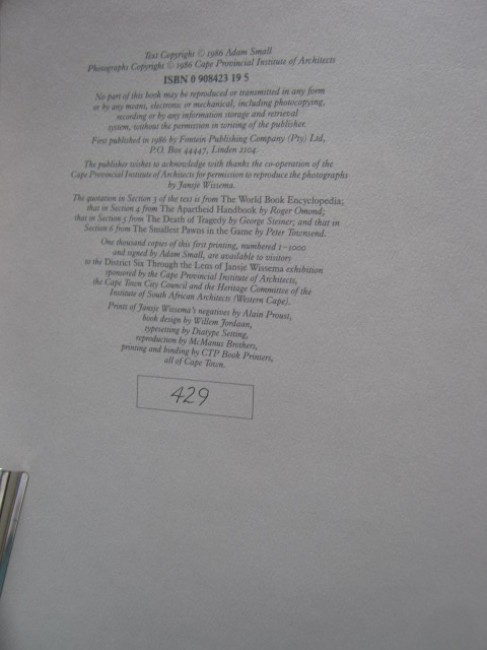 Text Copyright © 1986 Adam Small
Photographs Copyright © 1986 Cape Provincial Institute of Architects
ISBN 0 908423 19 5
No part of this book may be reproduced or transmitted in any form
or by any means, electronic or mechanical, including photocopying,
recording or by any information storage and retrieval
system, without the permission in writing of the publisher.
First published in 1986 by Fontein Publishing Company (Pty) Ltd,
P.O. Box 44447, Linden 2104.
The publisher wishes to acknowledge with thanks the co-operation of the
Cape Provincial Institute of Architects for permission to reproduce the photographs
by Jansje Wissema.
The quotation in Section 3 of the text is from The World Book Encyclopedia;
that in Section 4 from The Apartheid Handbook by Roger Omond;
that in Section 5 from The Death of Tragedy by George Steiner; and that in
Section 6 from The Smallest Pawns in the Game by Peter Townsend.
One thousand copies of this first printing, numbered 1–1000
and signed by Adam Small, are available to visitors
to the District Six Through the Lens of Jansje Wissema exhibition
sponsored by the Cape Provincial Institute of Architects,
the Cape Town City Council and the Heritage Committee of the
Institute of South African Architects (Western Cape).
Prints of Jansje Wissema's negatives by Alain Proust,
book design by Willem Jordaan,
typesetting by Diatype Setting,
reproduction by McManus Brothers,
printing and binding by CTP Book Printers,
all of Cape Town.
429